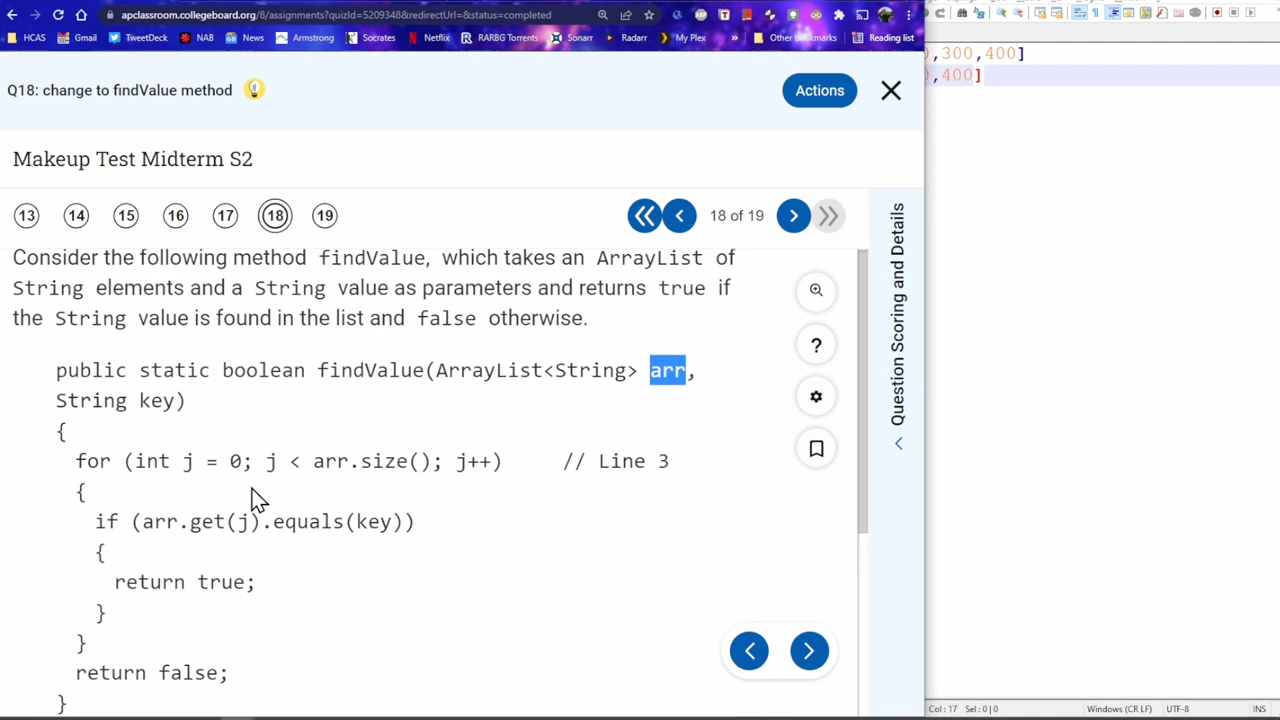 apclassroom.collegeboard.org/8/assignments?quizId=5209348&redirectUrl=&status=completed
HCAS Gmail TweetDeck NAB News Armstrong Socrates Netflix RARBG Torrents Sonarr Radarr My Plex » Other bookmarks Reading list
0,300,400]
0,400]
Q18: change to findValue method
Actions
Makeup Test Midterm S2
13 14 15 16 17 18 19
18 of 19
Question Scoring and Details
Consider the following method findValue, which takes an ArrayList of
String elements and a String value as parameters and returns true if
the String value is found in the list and false otherwise.
public static boolean findValue(ArrayList<String> arr,
String key)
{
for (int j = 0; j < arr.size(); j++) // Line 3
{
if (arr.get(j).equals(key))
{
return true;
}
}
return false;
}
?
Col: 17 Sel: 0 | 0 Windows (CR LF) UTF-8 INS